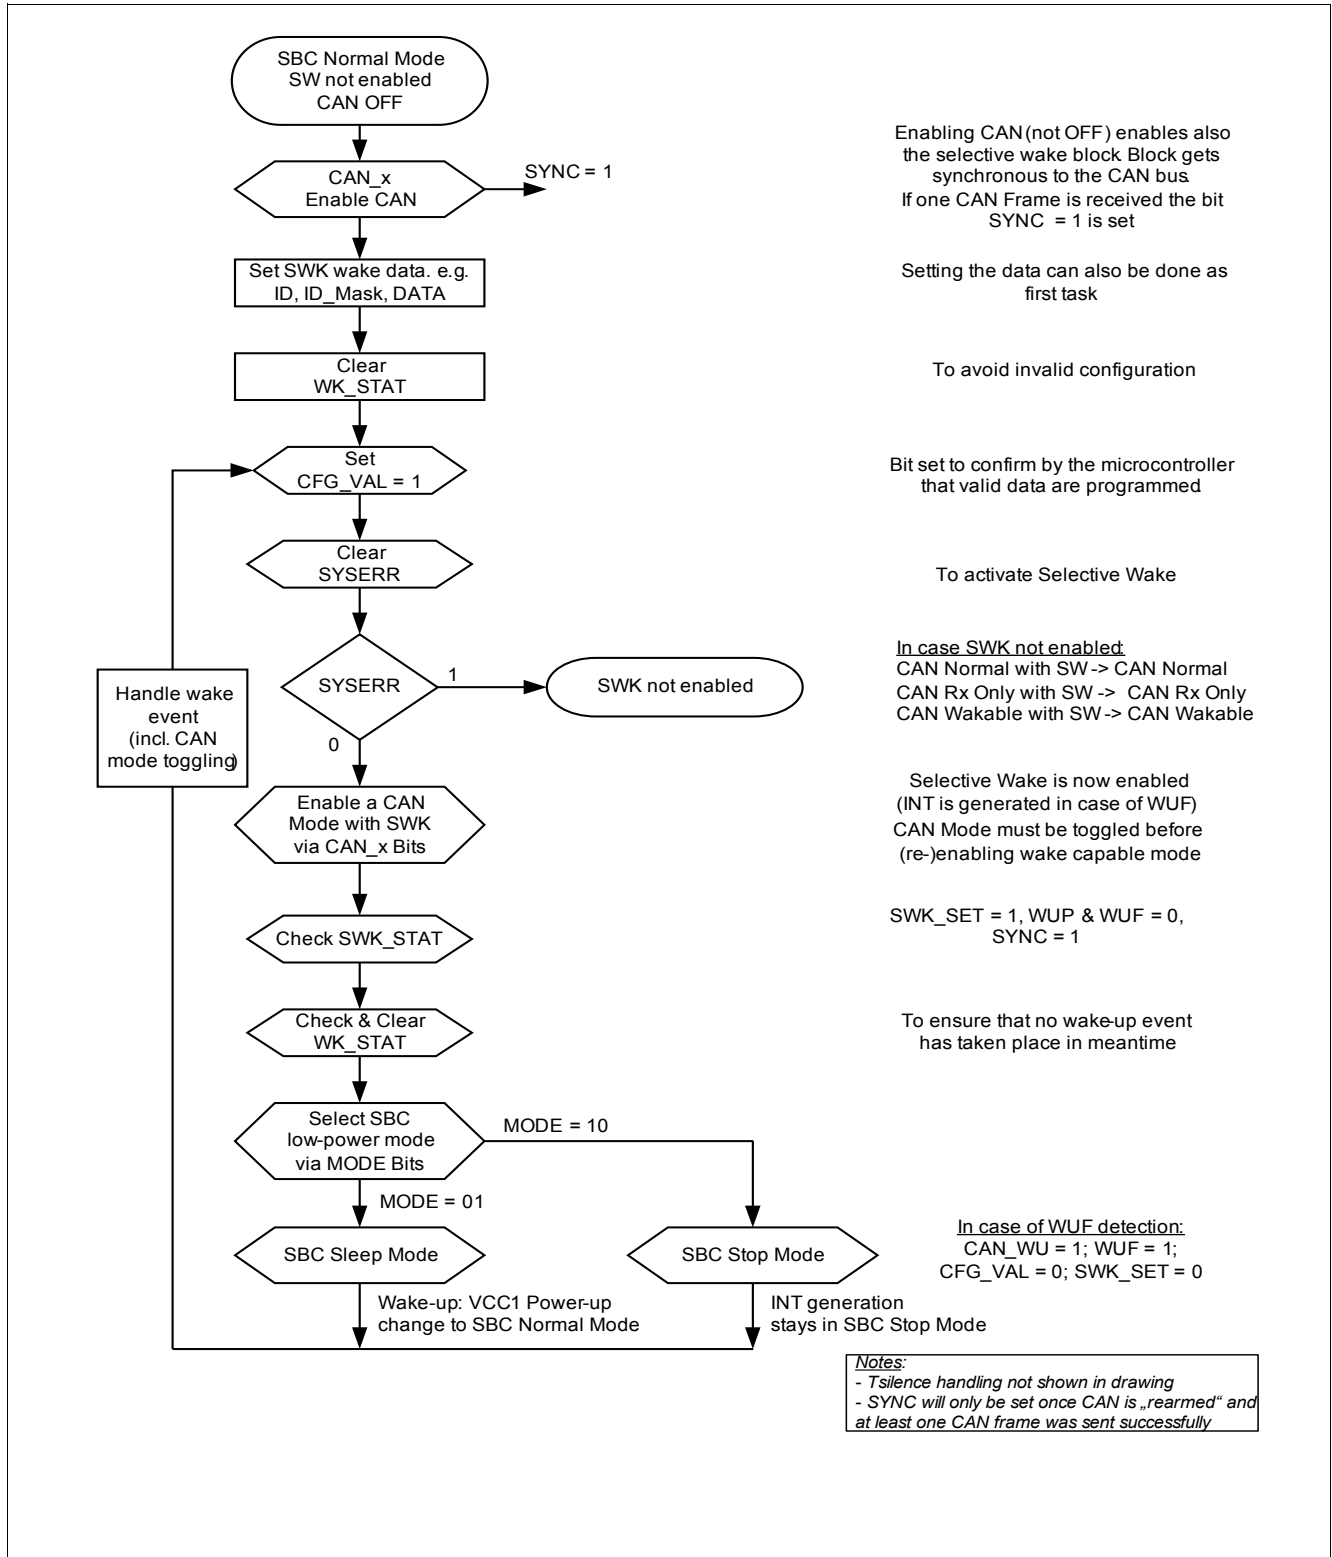 SBC Normal Mode
SW not enabled
CAN OFF
Enabling CAN (not OFF) enables also
the selective wake block. Block gets
synchronous to the CAN bus.
If one CAN Frame is received the bit
SYNC = 1 is set
CAN_x
Enable CAN
SYNC = 1
Set SWK wake data. e.g.
ID, ID_Mask, DATA
Setting the data can also be done as
first task
Clear
WK_STAT
To avoid invalid configuration
Set
CFG_VAL = 1
Bit set to confirm by the microcontroller
that valid data are programmed.
Clear
SYSERR
To activate Selective Wake
SYSERR
1
0
SWK not enabled
In case SWK not enabled:
CAN Normal with SW -> CAN Normal
CAN Rx Only with SW -> CAN Rx Only
CAN Wakable with SW -> CAN Wakable
Handle wake
event
(incl. CAN
mode toggling)
Enable a CAN
Mode with SWK
via CAN_x Bits
Selective Wake is now enabled
(INT is generated in case of WUF)
CAN Mode must be toggled before
(re-)enabling wake capable mode
Check SWK_STAT
SWK_SET = 1, WUP & WUF = 0,
SYNC = 1
Check & Clear
WK_STAT
To ensure that no wake-up event
has taken place in meantime
Select SBC
low-power mode
via MODE Bits
MODE = 10
MODE = 01
SBC Sleep Mode
SBC Stop Mode
In case of WUF detection:
CAN_WU = 1; WUF = 1;
CFG_VAL = 0; SWK_SET = 0
Wake-up: VCC1 Power-up
change to SBC Normal Mode
INT generation
stays in SBC Stop Mode
Notes:
- Tsilence handling not shown in drawing
- SYNC will only be set once CAN is „rearmed“ and
at least one CAN frame was sent successfully